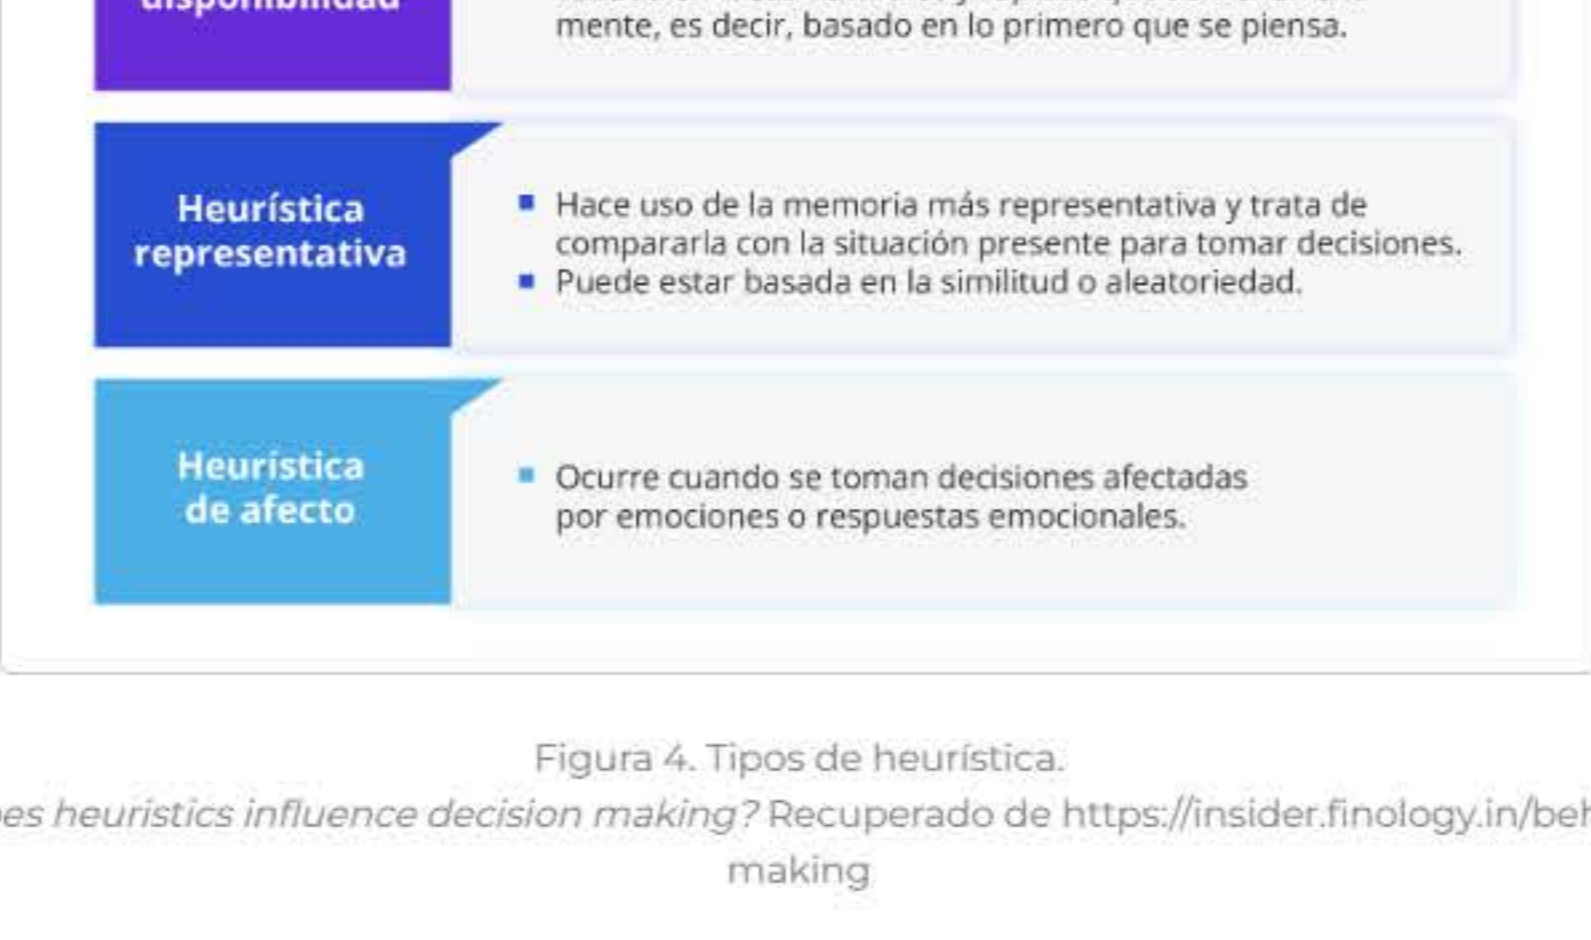 disponibilidad
mente, es decir, basado en lo primero que se piensa.
Heurística
representativa
Hace uso de la memoria más representativa y trata de
compararla con la situación presente para tomar decisiones.
Puede estar basada en la similitud o aleatoriedad.
Heurística
de afecto
Ocurre cuando se toman decisiones afectadas
por emociones o respuestas emocionales.
Figura 4. Tipos de heurística.
es heuristics influence decision making? Recuperado de https://insider.finology.in/beh
making